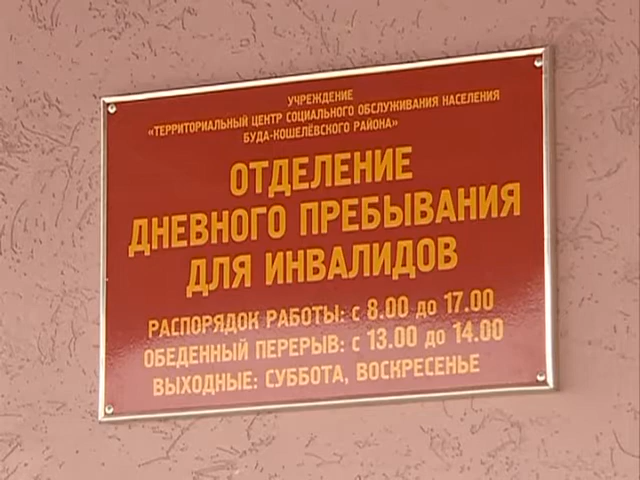 УЧРЕЖДЕНИЕ
«ТЕРРИТОРИАЛЬНЫЙ ЦЕНТР СОЦИАЛЬНОГО ОБСЛУЖИВАНИЯ НАСЕЛЕНИЯ
БУДА-КОШЕЛЁВСКОГО РАЙОНА»
ОТДЕЛЕНИЕ
ДНЕВНОГО ПРЕБЫВАНИЯ
ДЛЯ ИНВАЛИДОВ
РАСПОРЯДОК РАБОТЫ: с 8.00 до 17.00
ОБЕДЕННЫЙ ПЕРЕРЫВ: с 13.00 до 14.00
ВЫХОДНЫЕ: СУББОТА, ВОСКРЕСЕНЬЕ